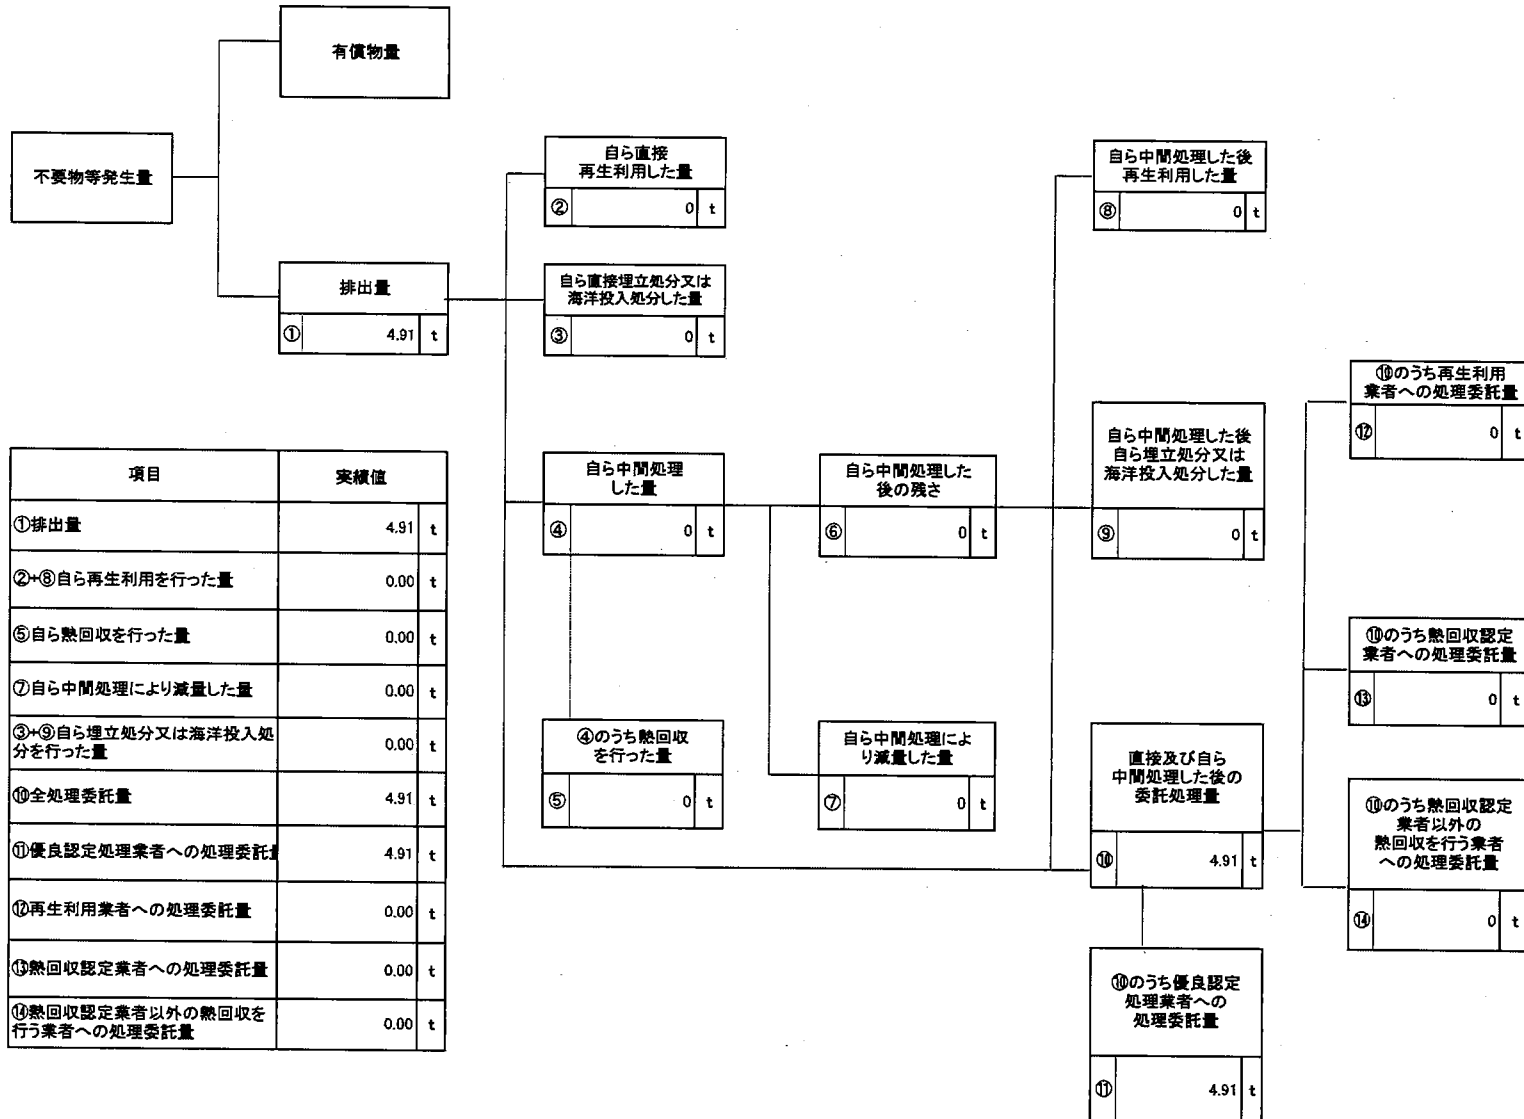 有償物量
不要物等発生量
排出量
① 4.91 t
自ら直接
再生利用した量
② 0 t
自ら直接埋立処分又は
海洋投入処分した量
③ 0 t
自ら中間処理
した量
④ 0 t
④のうち熱回収
を行った量
⑤ 0 t
自ら中間処理した
後の残さ
⑥ 0 t
自ら中間処理によ
り減量した量
⑦ 0 t
自ら中間処理した後
再生利用した量
⑧ 0 t
自ら中間処理した後
自ら埋立処分又は
海洋投入処分した量
⑨ 0 t
直接及び自ら
中間処理した後の
委託処理量
⑩ 4.91 t
⑩のうち優良認定
処理業者への
処理委託量
⑪ 4.91 t
⑩のうち再生利用
業者への処理委託量
⑫ 0 t
⑩のうち熱回収認定
業者への処理委託量
⑬ 0 t
⑩のうち熱回収認定
業者以外の
熱回収を行う業者
への処理委託量
⑭ 0 t
項目 実績値
①排出量 4.91 t
②+⑧自ら再生利用を行った量 0.00 t
⑤自ら熱回収を行った量 0.00 t
⑦自ら中間処理により減量した量 0.00 t
③+⑨自ら埋立処分又は海洋投入処
分を行った量 0.00 t
⑩全処理委託量 4.91 t
⑪優良認定処理業者への処理委託量 4.91 t
⑫再生利用業者への処理委託量 0.00 t
⑬熱回収認定業者への処理委託量 0.00 t
⑭熱回収認定業者以外の熱回収を
行う業者への処理委託量 0.00 t